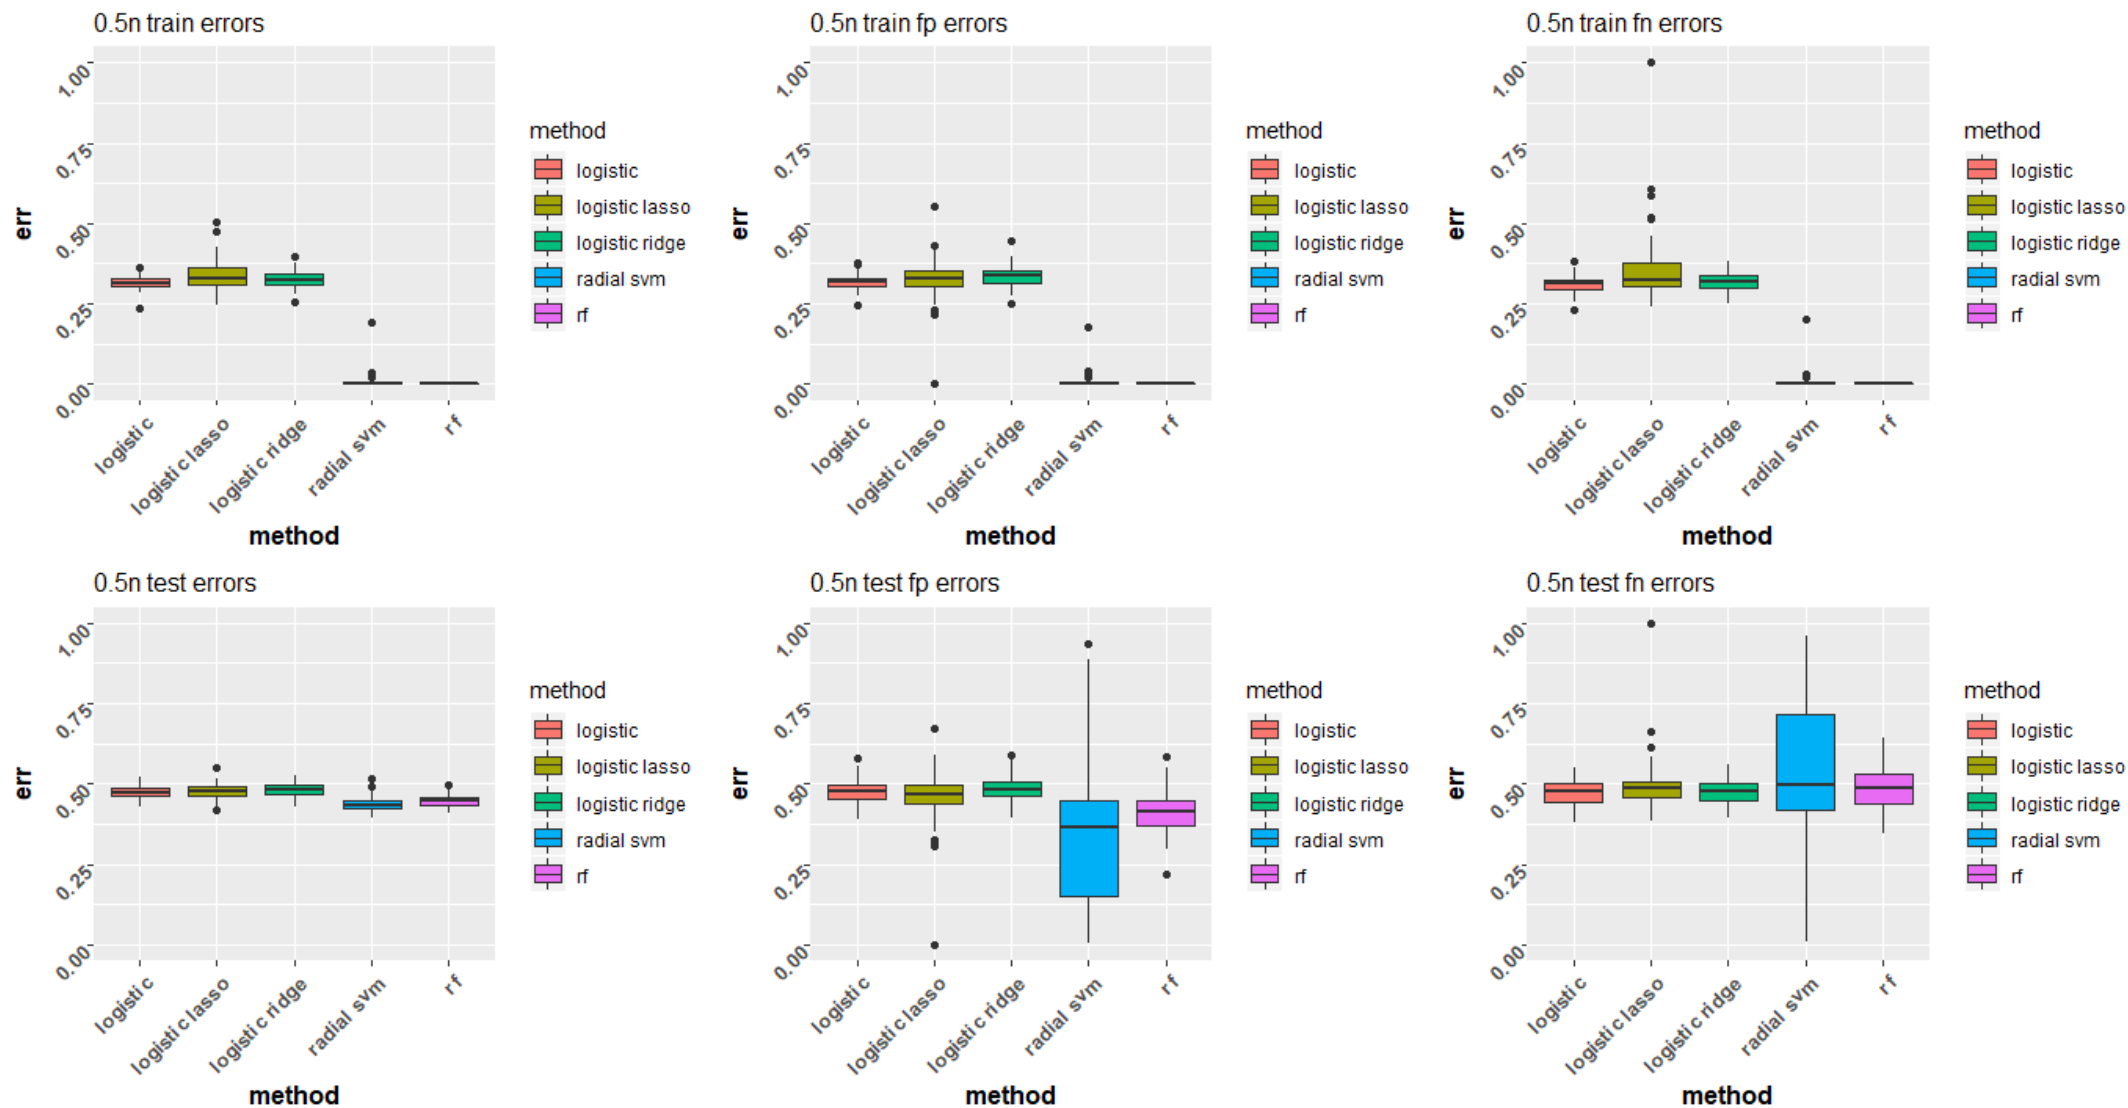 0.5n train errors
1.00
0.75
0.50
0.25
0.00
err
logistic
logistic lasso
logistic ridge
radial svm
rf
method
method
logistic
logistic lasso
logistic ridge
radial svm
rf
0.5n train fp errors
1.00
0.75
0.50
0.25
0.00
err
logistic
logistic lasso
logistic ridge
radial svm
rf
method
method
logistic
logistic lasso
logistic ridge
radial svm
rf
0.5n train fn errors
1.00
0.75
0.50
0.25
0.00
err
logistic
logistic lasso
logistic ridge
radial svm
rf
method
method
logistic
logistic lasso
logistic ridge
radial svm
rf
0.5n test errors
1.00
0.75
0.50
0.25
0.00
err
logistic
logistic lasso
logistic ridge
radial svm
rf
method
method
logistic
logistic lasso
logistic ridge
radial svm
rf
0.5n test fp errors
1.00
0.75
0.50
0.25
0.00
err
logistic
logistic lasso
logistic ridge
radial svm
rf
method
method
logistic
logistic lasso
logistic ridge
radial svm
rf
0.5n test fn errors
1.00
0.75
0.50
0.25
0.00
err
logistic
logistic lasso
logistic ridge
radial svm
rf
method
method
logistic
logistic lasso
logistic ridge
radial svm
rf